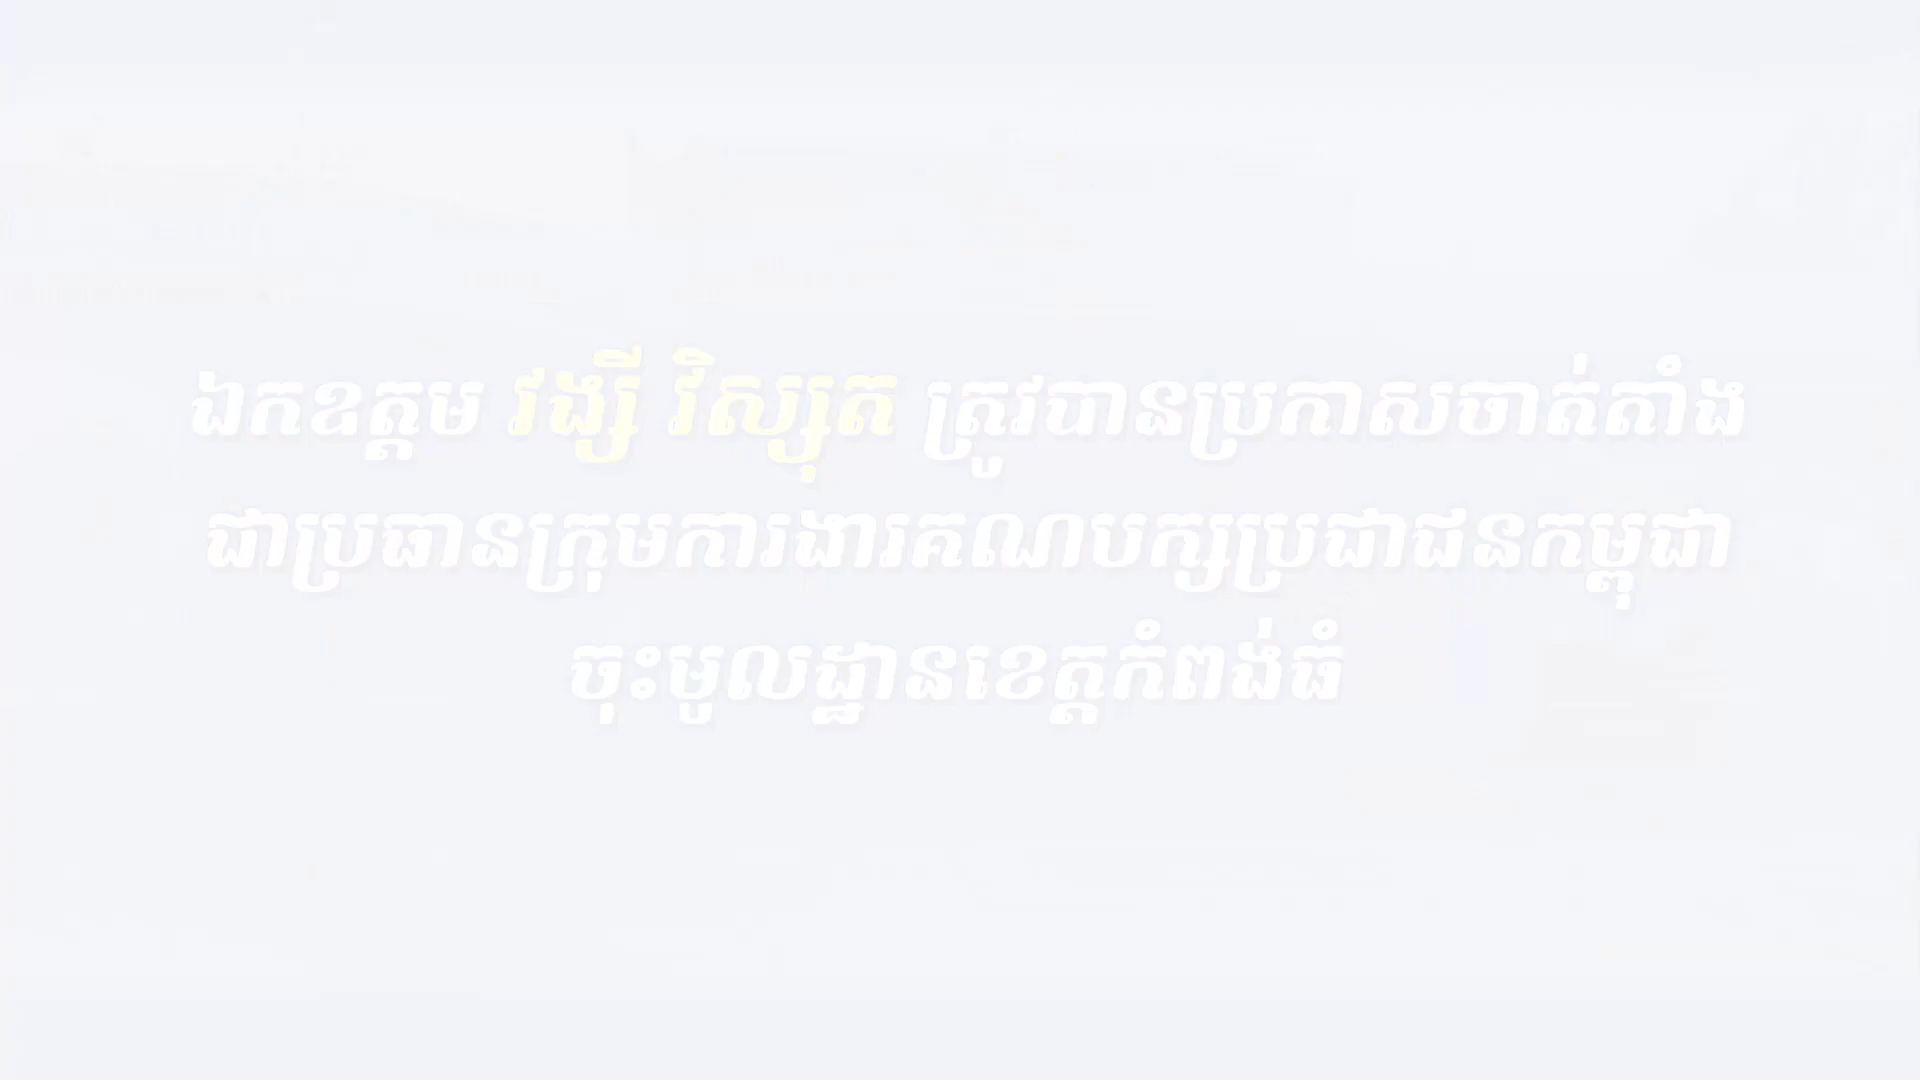 ឯកឧត្តម វង្សី វិស្សុត ត្រូវបានប្រកាសចាត់តាំង
ជាប្រធានក្រុមការងារគណបក្សប្រជាជនកម្ពុជា
ចុះមូលដ្ឋានខេត្តកំពង់ធំ